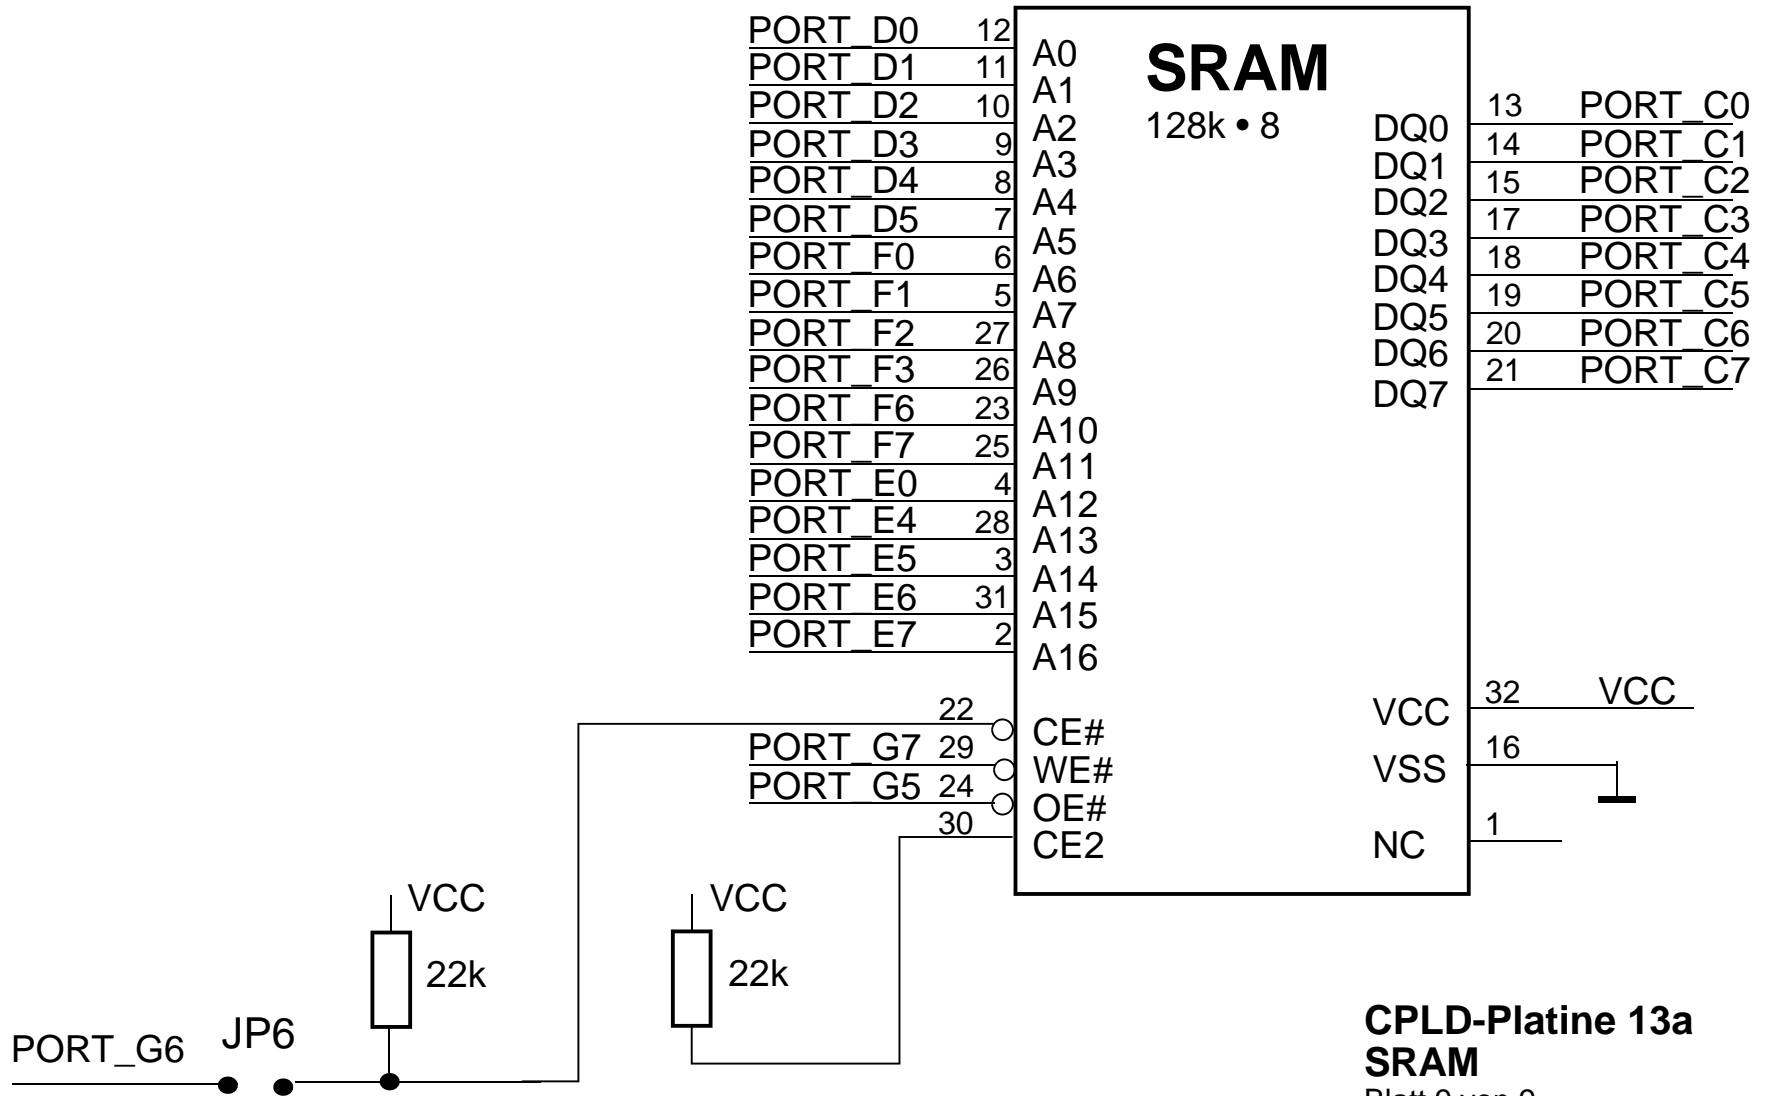 PORT_D0 12 A0
PORT_D1 11 A1
PORT_D2 10 A2
PORT_D3 9 A3
PORT_D4 8 A4
PORT_D5 7 A5
PORT_F0 6 A6
PORT_F1 5 A7
PORT_F2 27 A8
PORT_F3 26 A9
PORT_F6 23 A10
PORT_F7 25 A11
PORT_E0 4 A12
PORT_E4 28 A13
PORT_E5 3 A14
PORT_E6 31 A15
PORT_E7 2 A16
22 CE#
PORT_G7 29 WE#
PORT_G5 24 OE#
30 CE2
SRAM
128k • 8
DQ0 13 PORT_C0
DQ1 14 PORT_C1
DQ2 15 PORT_C2
DQ3 17 PORT_C3
DQ4 18 PORT_C4
DQ5 19 PORT_C5
DQ6 20 PORT_C6
DQ7 21 PORT_C7
VCC 32 VCC
VSS 16
NC 1
VCC
22k
VCC
22k
PORT_G6
JP6
CPLD-Platine 13a
SRAM